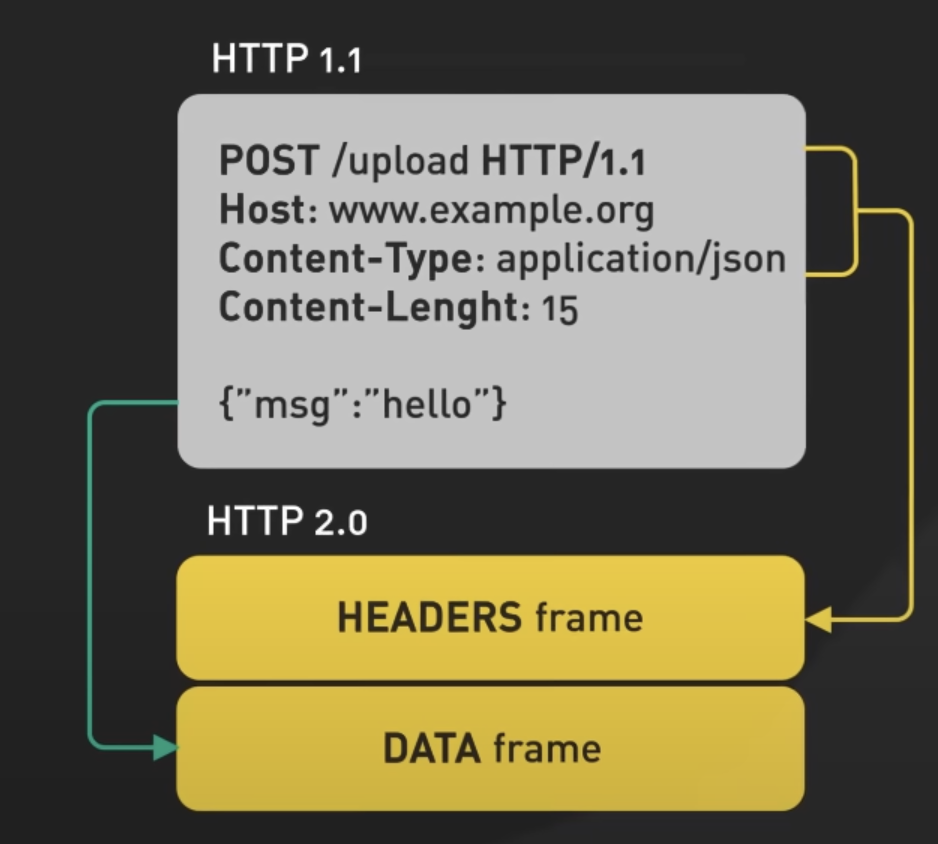 HTTP 1.1
POST /upload HTTP/1.1
Host: www.example.org
Content-Type: application/json
Content-Lenght: 15
{”msg”:”hello”}
HTTP 2.0
HEADERS frame
DATA frame